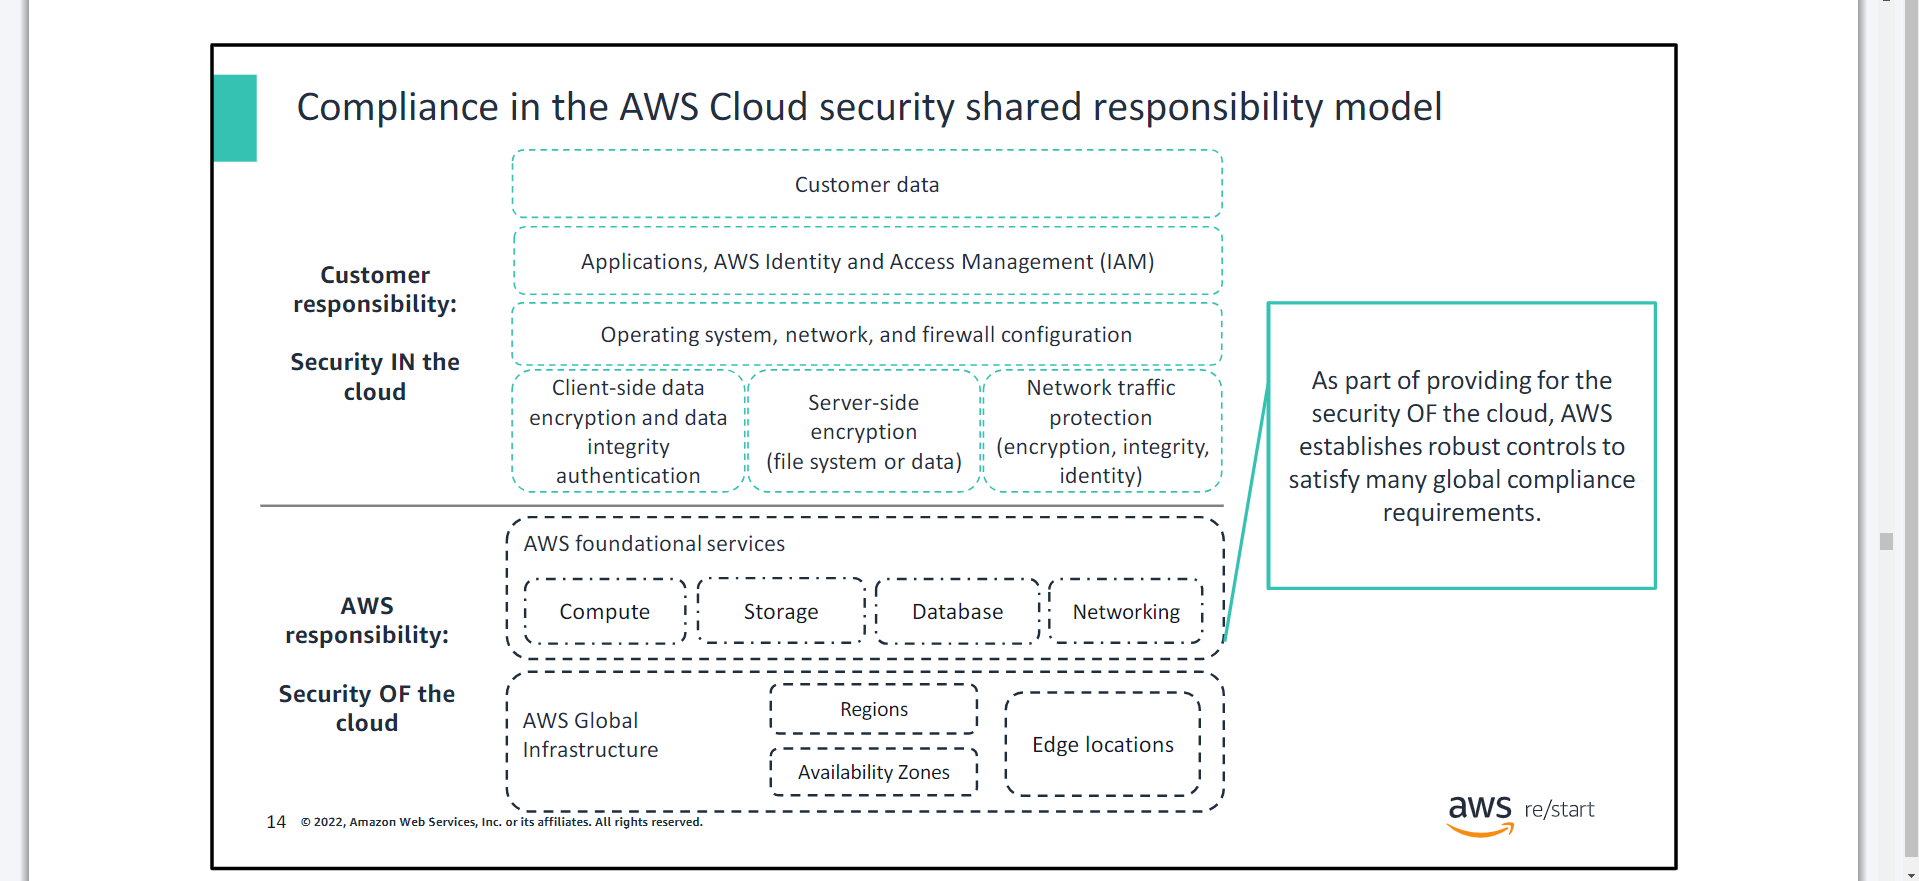 Compliance in the AWS Cloud security shared responsibility model
Customer data
Applications, AWS Identity and Access Management (IAM)
Customer
responsibility:
Operating system, network, and firewall configuration
Security IN the
cloud
Client-side data
encryption and data
integrity
authentication
Server-side
encryption
(file system or data)
Network traffic
protection
(encryption, integrity,
identity)
As part of providing for the
security OF the cloud, AWS
establishes robust controls to
satisfy many global compliance
requirements.
AWS foundational services
Compute
Storage
Database
Networking
AWS
responsibility:
Security OF the
cloud
AWS Global
Infrastructure
Regions
Availability Zones
Edge locations
14
© 2022, Amazon Web Services, Inc. or its affiliates. All rights reserved.
aws re/start